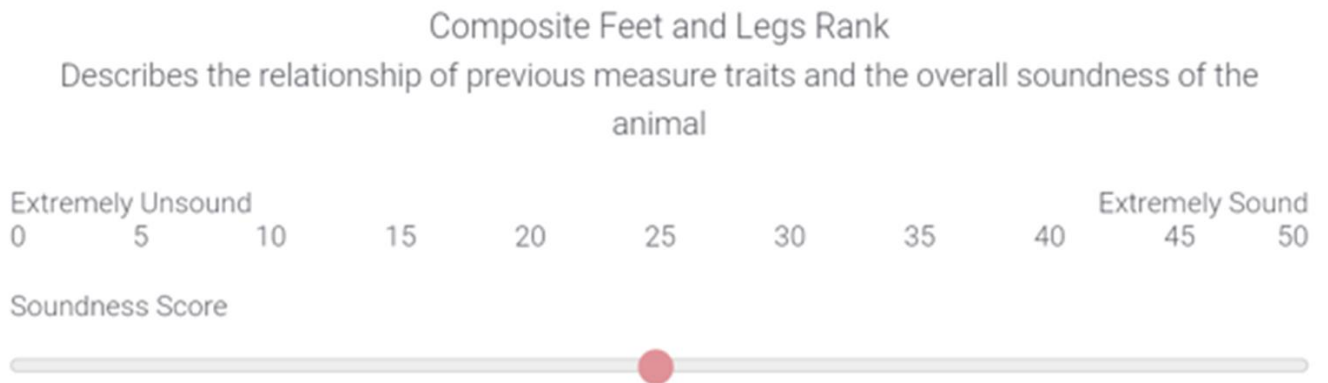 Composite Feet and Legs Rank
Describes the relationship of previous measure traits and the overall soundness of the
animal
Extremely Unsound Extremely Sound
0 5 10 15 20 25 30 35 40 45 50
Soundness Score